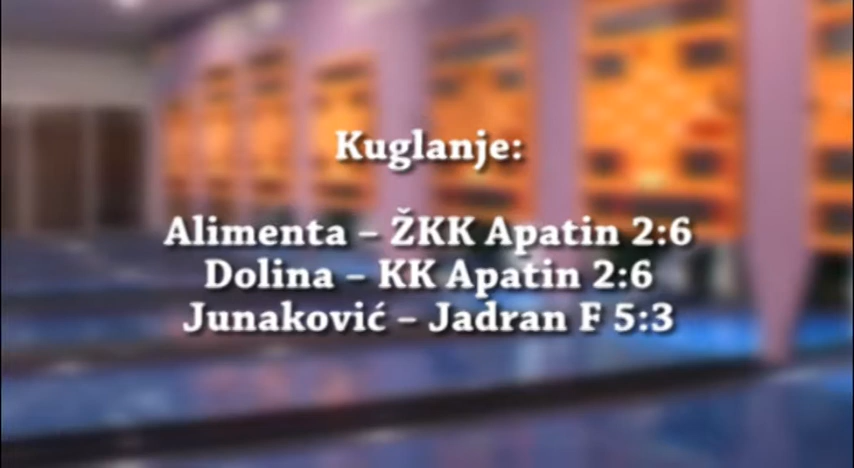 Kuglanje:
Alimenta – ŽKK Apatin 2:6
Dolina – KK Apatin 2:6
Junaković – Jadran F 5:3